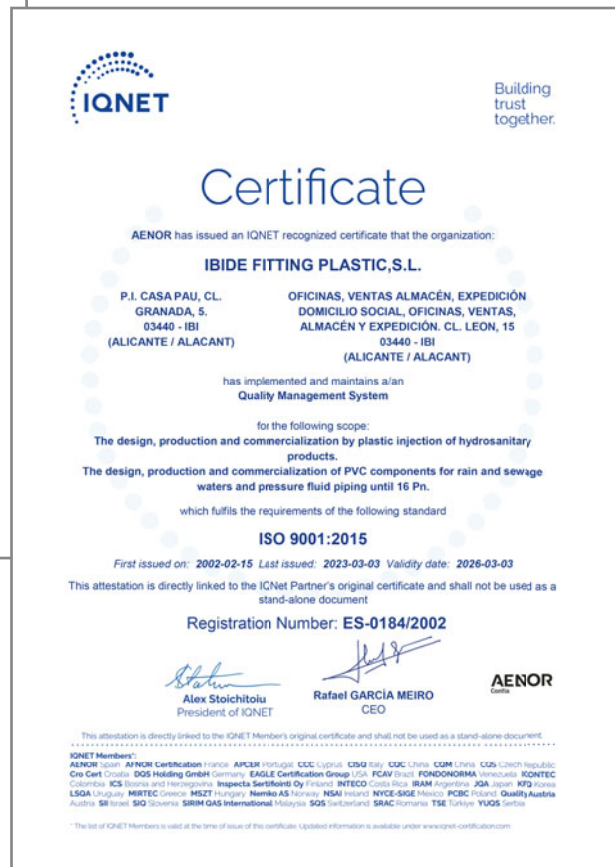 IQNET
Building
trust
together.
Certificate
AENOR has issued an IQNET recognized certificate that the organization:
IBIDE FITTING PLASTIC,S.L.
P.I. CASA PAU, CL.
GRANADA, 5.
03440 - IBI
(ALICANTE / ALACANT)
OFICINAS, VENTAS ALMACÉN, EXPEDICIÓN
DOMICILIO SOCIAL, OFICINAS, VENTAS,
ALMACÉN Y EXPEDICIÓN. CL. LEON, 15
03440 - IBI
(ALICANTE / ALACANT)
has implemented and maintains a/an
Quality Management System
for the following scope:
The design, production and commercialization by plastic injection of hydrosanitary
products.
The design, production and commercialization of PVC components for rain and sewage
waters and pressure fluid piping until 16 Pn.
which fulfils the requirements of the following standard
ISO 9001:2015
First issued on: 2002-02-15 Last issued: 2023-03-03 Validity date: 2026-03-03
This attestation is directly linked to the IQNet Partner's original certificate and shall not be used as a
stand-alone document
Registration Number: ES-0184/2002
Alex Stoichitoiu
President of IQNET
Rafael GARCÍA MEIRO
CEO
AENOR
Confía
This attestation is directly linked to the IQNET Member's original certificate and shall not be used as a stand-alone document
IQNET Members*:
AENOR Spain AFNOR Certification France APCER Portugal CCC Cyprus CISQ Italy CQC China CQM China CQS Czech Republic
Cro Cert Croatia DQS Holding GmbH Germany EAGLE Certification Group USA FCAV Brazil FONDONORMA Venezuela ICONTEC
Colombia ICS Bosnia and Herzegovina Inspecta Sertifiointi Oy Finland INTECO Costa Rica IRAM Argentina JQA Japan KFQ Korea
LSQA Uruguay MIRTEC Greece MSZT Hungary Nemko AS Norway NSAI Ireland NYCE-SIGE México PCBC Poland Quality Austria
Austria SII Israel SIQ Slovenia SIRIM QAS International Malaysia SQS Switzerland SRAC Romania TSE Türkiye YUQS Serbia
* The list of IQNET Members is valid at the time of issue of this certificate. Updated information is available under www.iqnet-certification.com